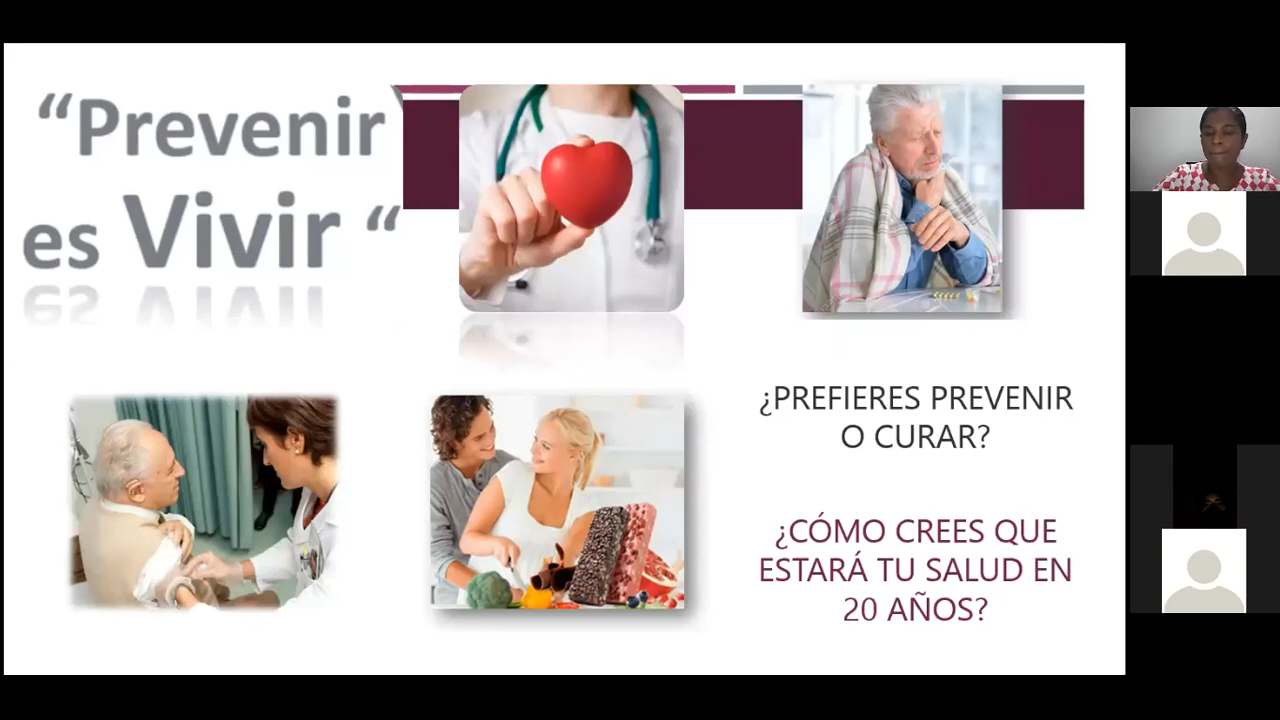 “Prevenir
es Vivir “
¿PREFIERES PREVENIR
O CURAR?
¿CÓMO CREES QUE
ESTARÁ TU SALUD EN
20 AÑOS?